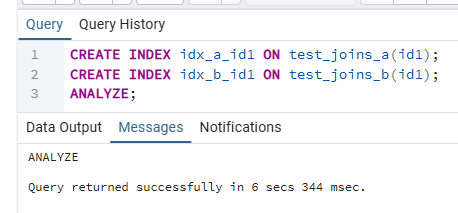 Query Query History
1 CREATE INDEX idx_a_id1 ON test_joins_a(id1);
2 CREATE INDEX idx_b_id1 ON test_joins_b(id1);
3 ANALYZE;
Data Output Messages Notifications
ANALYZE
Query returned successfully in 6 secs 344 msec.